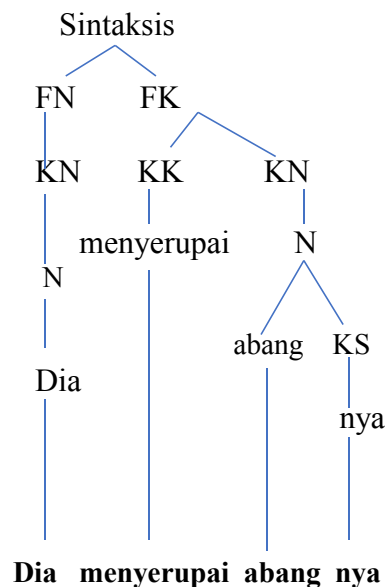 Sintaksis
FN FK
KN KK KN
menyerupai N
N
abang KS
Dia
nya
Dia menyerupai abang nya